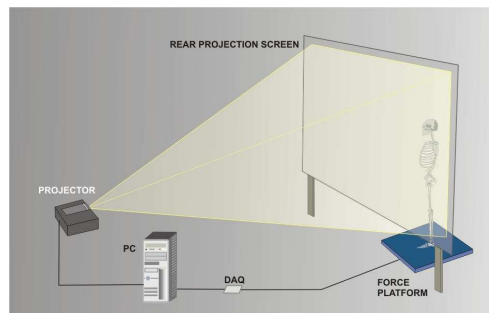 REAR PROJECTION SCREEN
PROJECTOR
PC
DAQ
FORCE
PLATFORM